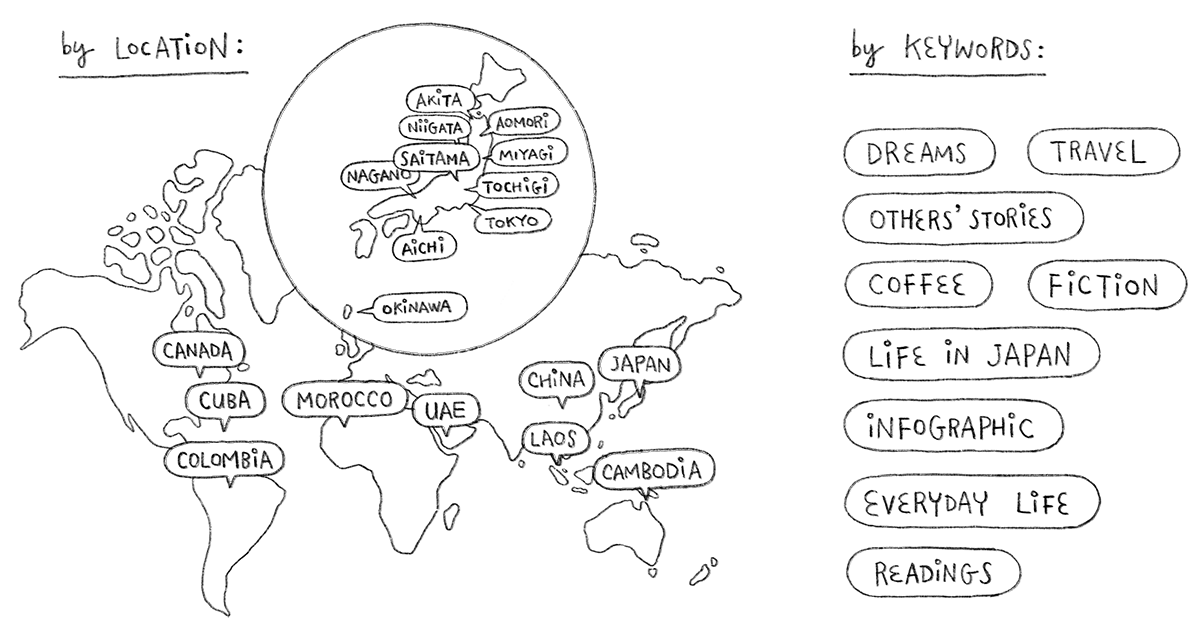 by LOCATiON:
AKiTA
NiiGATA
AOMORi
SAiTAMA
MiYAGi
NAGANO
TOCHiGi
TOKYO
AiCHi
OKiNAWA
CANADA
CUBA
COLOMBiA
MOROCCO
UAE
CHiNA
JAPAN
LAOS
CAMBODiA
by KEYWORDS:
DREAMS
TRAVEL
OTHERS' STORiES
COFFEE
FiCTiON
LiFE iN JAPAN
iNFOGRAPHiC
EVERYDAY LiFE
READiNGS